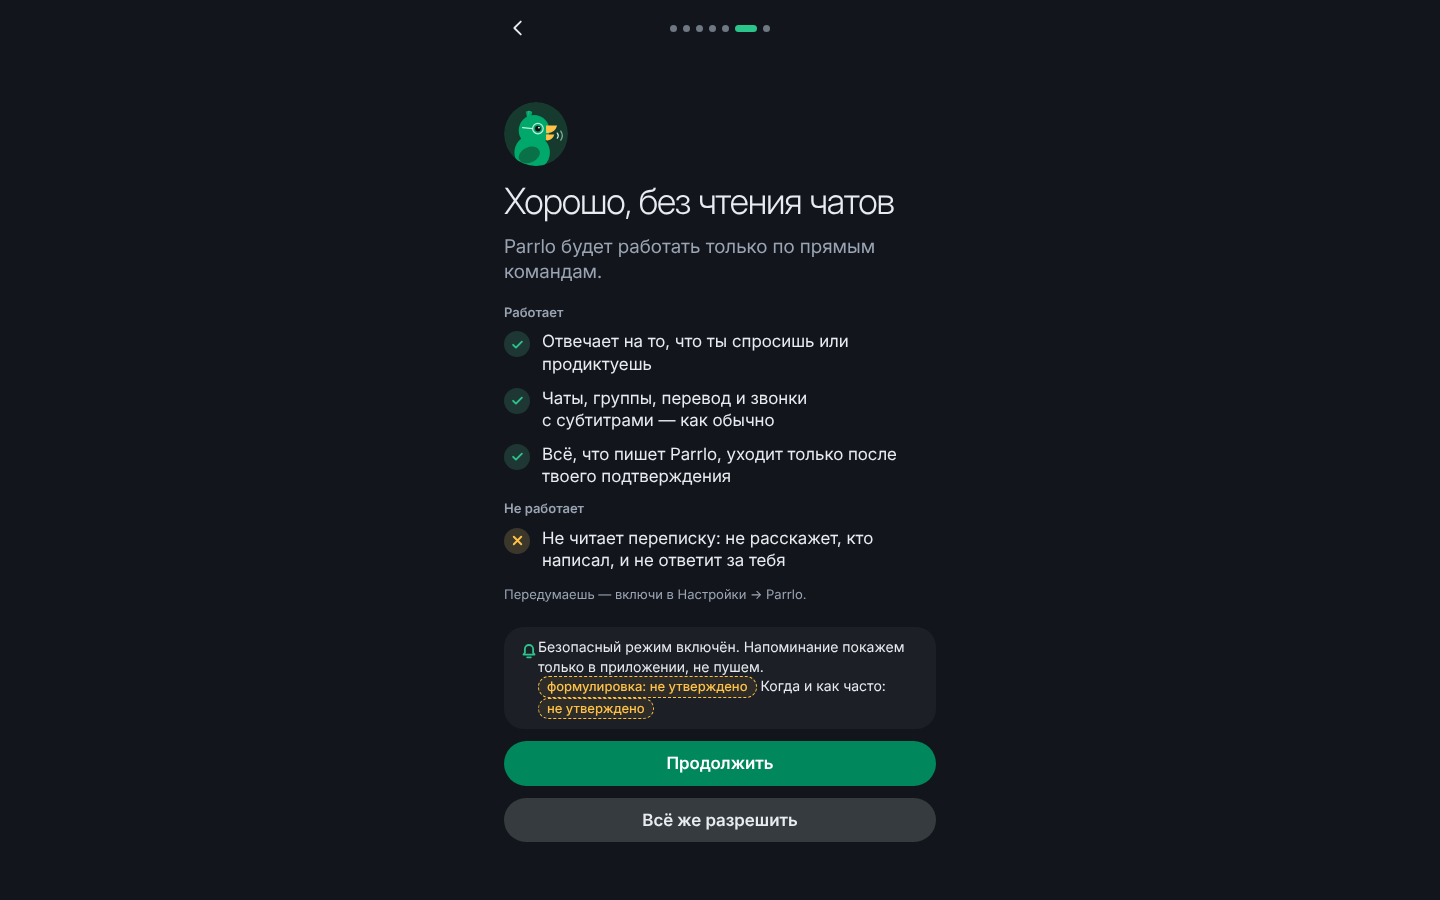 Хорошо, без чтения чатов
Parrlo будет работать только по прямым
командам.
Работает
Отвечает на то, что ты спросишь или
продиктуешь
Чаты, группы, перевод и звонки
с субтитрами — как обычно
Всё, что пишет Parrlo, уходит только после
твоего подтверждения
Не работает
Не читает переписку: не расскажет, кто
написал, и не ответит за тебя
Передумаешь — включи в Настройки → Parrlo.
Безопасный режим включён. Напоминание покажем
только в приложении, не пушем.
формулировка: не утверждено Когда и как часто:
не утверждено
Продолжить
Всё же разрешить